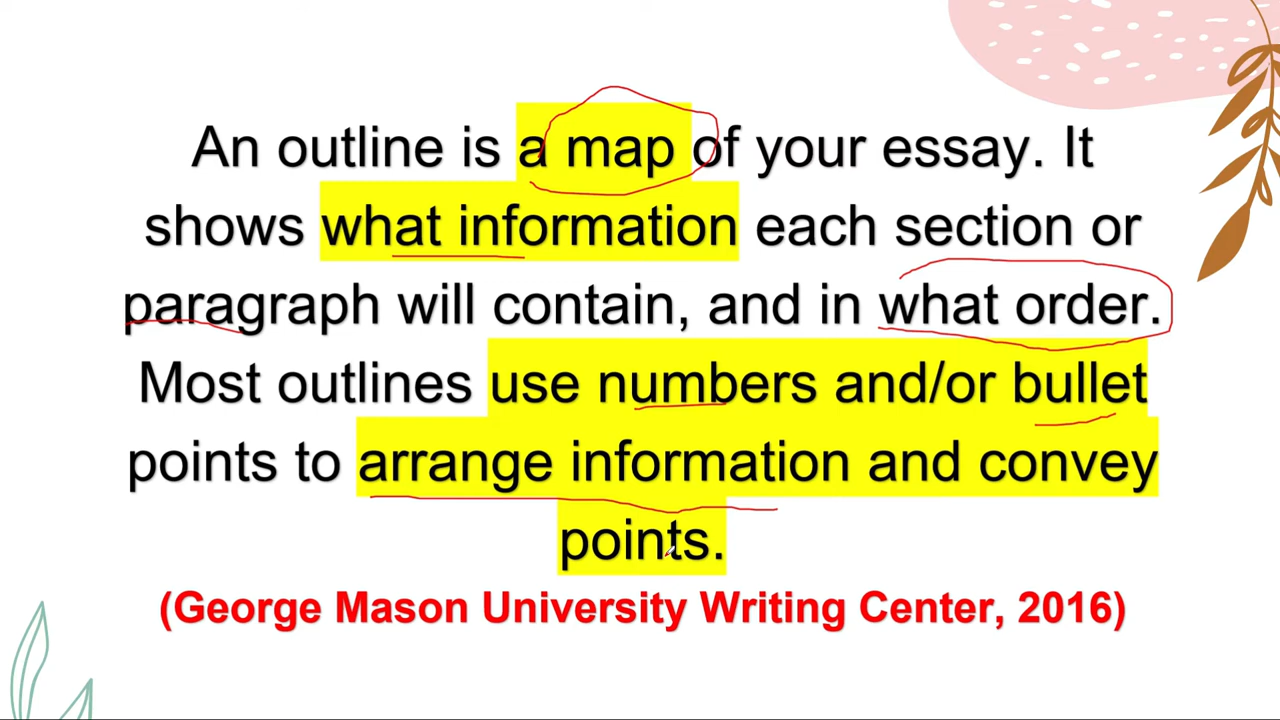 An outline is a map of your essay. It
shows what information each section or
paragraph will contain, and in what order.
Most outlines use numbers and/or bullet
points to arrange information and convey
points.
(George Mason University Writing Center, 2016)